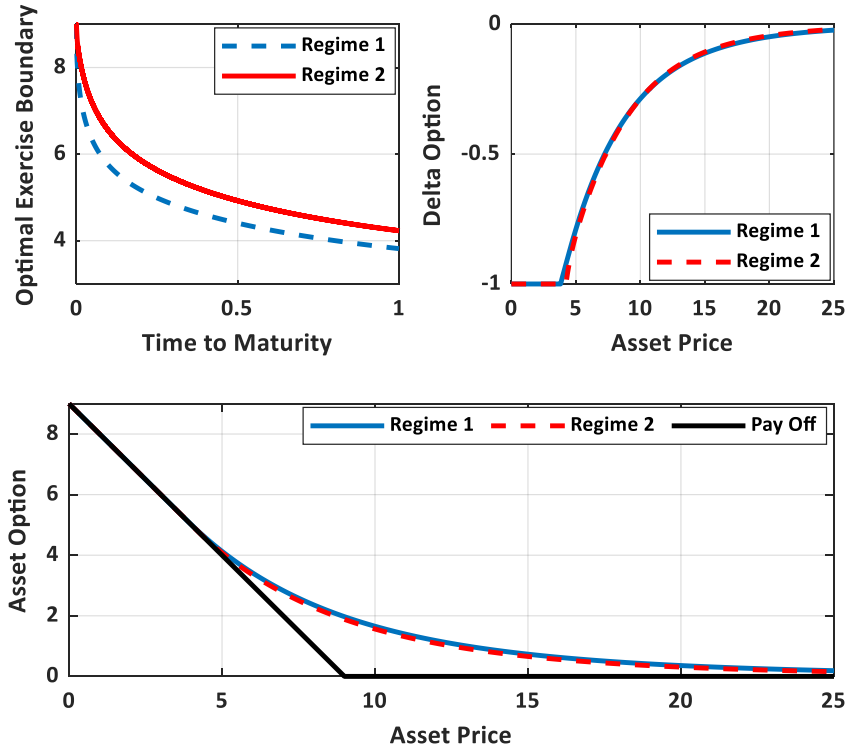 Optimal Exercise Boundary
8
6
4
0
0.5
1
Time to Maturity
Regime 1
Regime 2
Delta Option
0
-0.5
-1
0
5
10
15
20
25
Asset Price
Regime 1
Regime 2
Asset Option
8
6
4
2
0
0
5
10
15
20
25
Asset Price
Regime 1
Regime 2
Pay Off